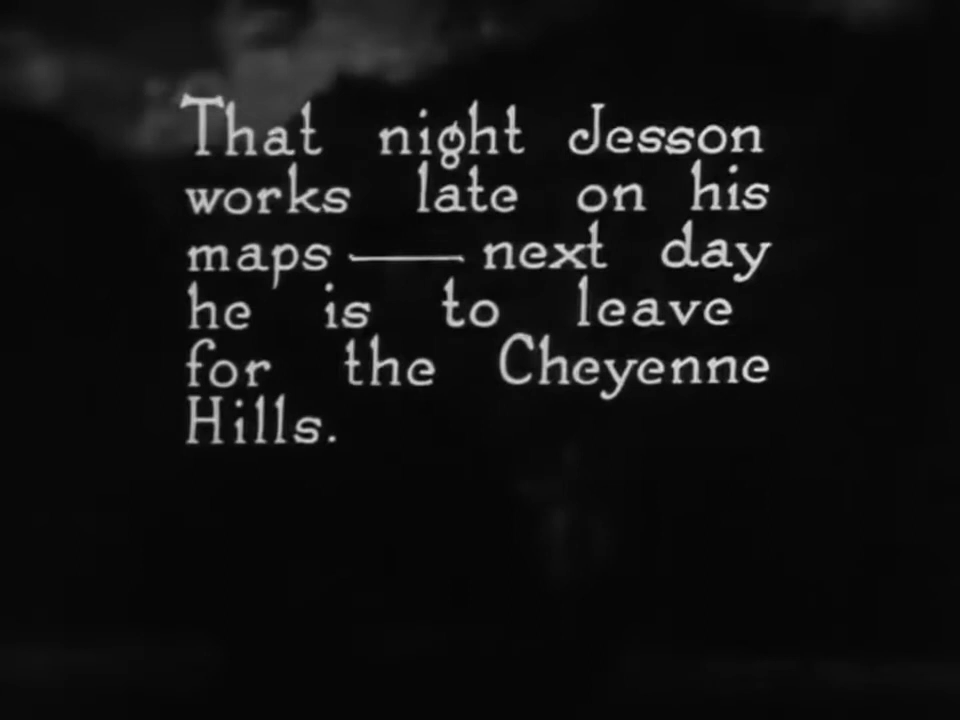 That night Jesson
works late on his
maps — next day
he is to leave
for the Cheyenne
Hills.